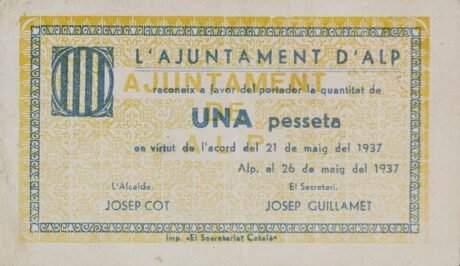 L'AJUNTAMENT D'ALP
AJUNTAMENT
DE
ALP
reconeix a favor del portador la quantitat de
UNA pesseta
en virtut de l'acord del 21 de maig del 1937
Alp, el 26 de maig del 1937
L'Alcalde, El Secretari,
JOSEP COT JOSEP GUILLAMET
Imp. «El Secretariat Català»